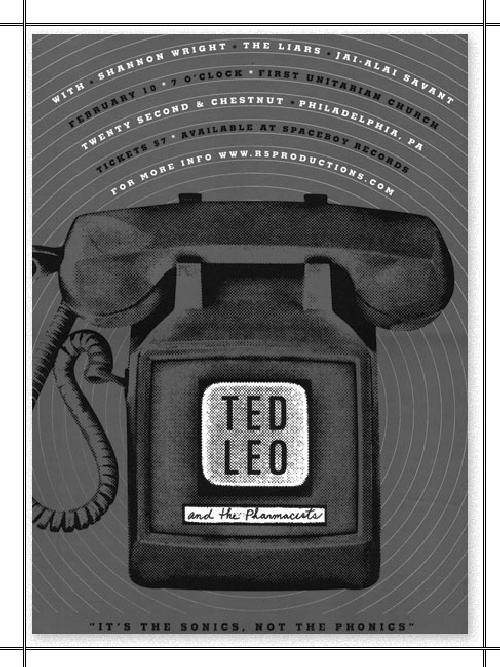 WITH • SHANNON WRIGHT • THE LIARS • JAI-ALAI SAVANT
FEBRUARY 10 • 7 O'CLOCK • FIRST UNITARIAN CHURCH
TWENTY SECOND & CHESTNUT • PHILADELPHIA, PA
TICKETS $7 • AVAILABLE AT SPACEBOY RECORDS
FOR MORE INFO WWW.R5PRODUCTIONS.COM
TED
LEO
and the Pharmacists
"IT'S THE SONICS, NOT THE PHONICS"